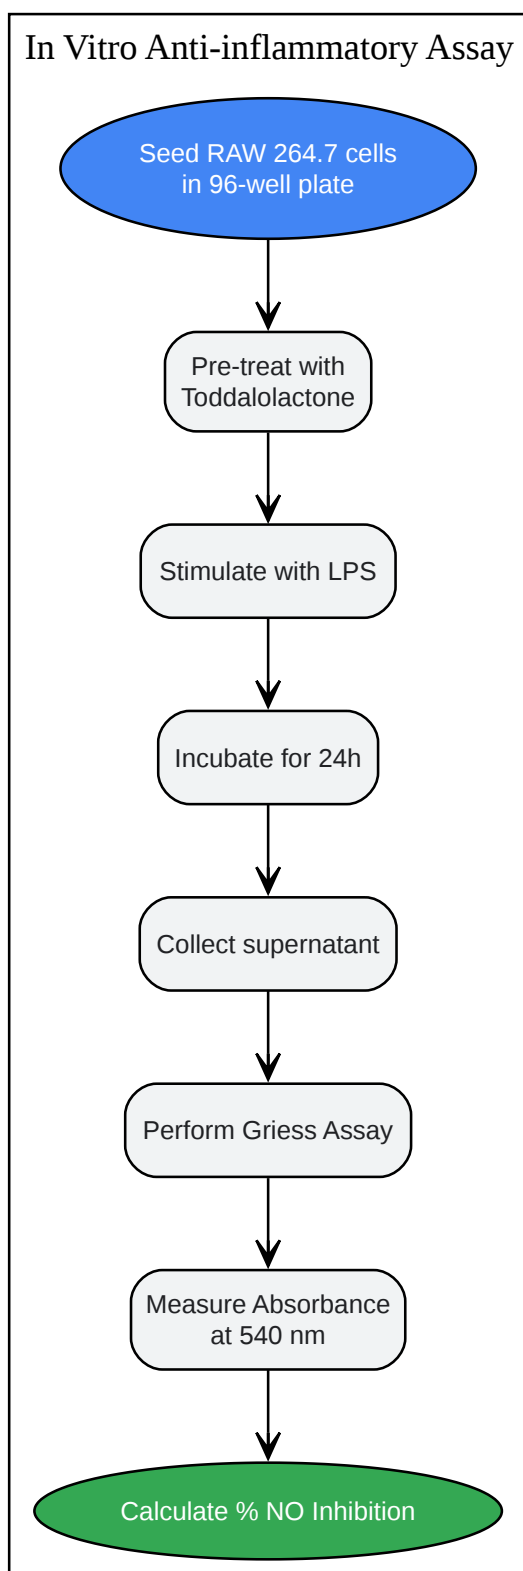 In Vitro Anti-inflammatory Assay
Seed RAW 264.7 cells
in 96-well plate
Pre-treat with
Toddalolactone
Stimulate with LPS
Incubate for 24h
Collect supernatant
Perform Griess Assay
Measure Absorbance
at 540 nm
Calculate % NO Inhibition